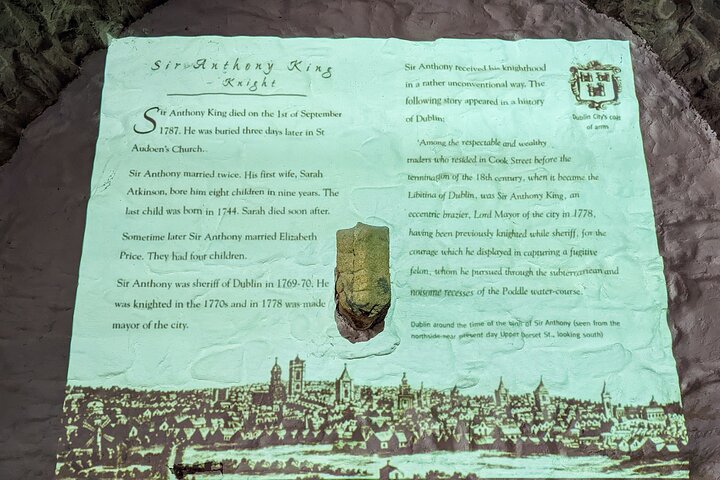 Sir Anthony King
- Knight
Sir Anthony King died on the 1st of September
1787. He was buried three days later in St
Audoen's Church.
Sir Anthony married twice. His first wife, Sarah
Atkinson, bore him eight children in nine years. The
last child was born in 1744. Sarah died soon after.
Sometime later Sir Anthony married Elizabeth
Price. They had four children.
Sir Anthony was sheriff of Dublin in 1769-70. He
was knighted in the 1770s and in 1778 was made
mayor of the city.
Sir Anthony received his knighthood
in a rather unconventional way. The
following story appeared in a history
of Dublin:
Dublin City's coat
of arms
'Among the respectable and wealthy
traders who resided in Cook Street before the
termination of the 18th century, when it became the
Libitina of Dublin, was Sir Anthony King, an
eccentric brazier, Lord Mayor of the city in 1778,
having been previously knighted while sheriff, for the
courage which he displayed in capturing a fugitive
felon, whom he pursued through the subterranean and
noisome recesses of the Poddle water-course.'
Dublin around the time of the birth of Sir Anthony (seen from the
northside near present day Upper Dorset St., looking south)